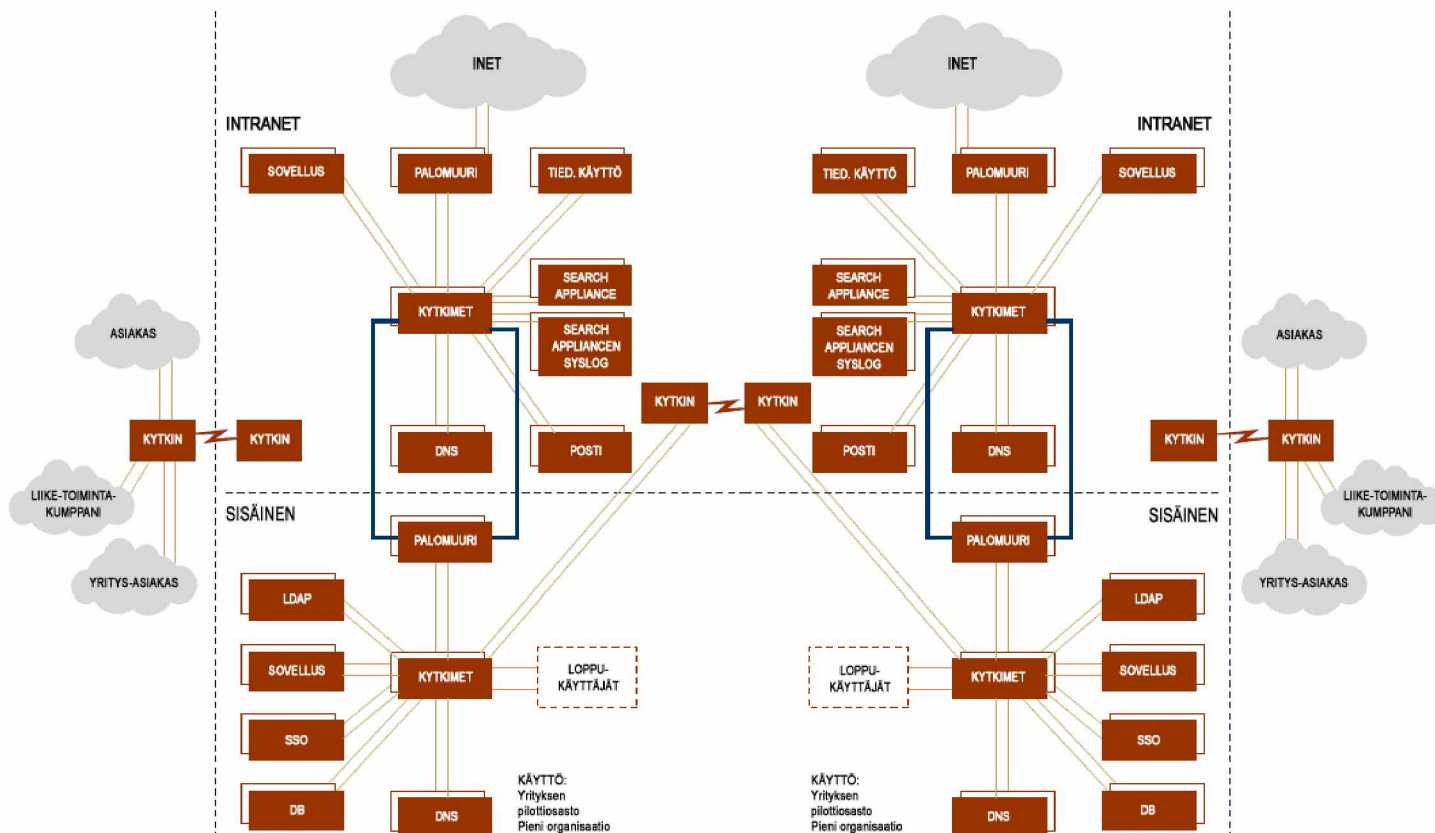 INET
INET
INTRANET
INTRANET
SOVELLUS
PALOMUURI
TIED. KÄYTTÖ
TIED. KÄYTTÖ
PALOMUURI
SOVELLUS
SEARCH
APPLIANCE
SEARCH
APPLIANCE
KYTKIMET
KYTKIMET
SEARCH
APPLIANCEN
SYSLOG
SEARCH
APPLIANCEN
SYSLOG
ASIAKAS
ASIAKAS
KYTKIN
KYTKIN
KYTKIN
KYTKIN
KYTKIN
KYTKIN
DNS
POSTI
POSTI
DNS
LIIKE-TOIMINTA-
KUMPPANI
LIIKE-TOIMINTA-
KUMPPANI
SISÄINEN
SISÄINEN
PALOMUURI
PALOMUURI
YRITYS-ASIAKAS
YRITYS-ASIAKAS
LDAP
LDAP
SOVELLUS
KYTKIMET
LOPPU-
KÄYTTÄJÄT
LOPPU-
KÄYTTÄJÄT
KYTKIMET
SOVELLUS
SSO
SSO
DB
DNS
KÄYTTÖ:
Yrityksen
pilottiosasto
Pieni organisaatio
KÄYTTÖ:
Yrityksen
pilottiosasto
Pieni organisaatio
DNS
DB